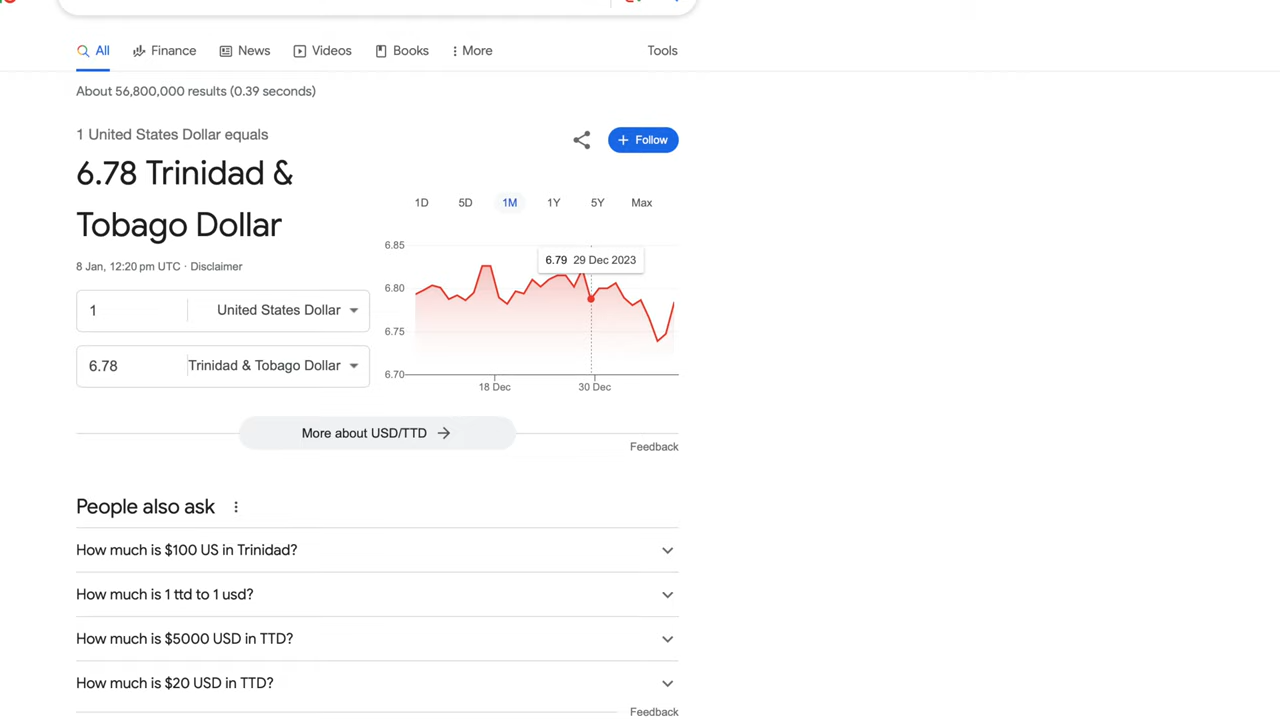 All Finance News Videos Books More Tools
About 56,800,000 results (0.39 seconds)
1 United States Dollar equals
Follow
6.78 Trinidad &
Tobago Dollar
8 Jan, 12:20 pm UTC · Disclaimer
1 United States Dollar
6.78 Trinidad & Tobago Dollar
1D 5D 1M 1Y 5Y Max
6.85
6.79 29 Dec 2023
6.80
6.75
6.70
18 Dec 30 Dec
More about USD/TTD
Feedback
People also ask
How much is $100 US in Trinidad?
How much is 1 ttd to 1 usd?
How much is $5000 USD in TTD?
How much is $20 USD in TTD?
Feedback